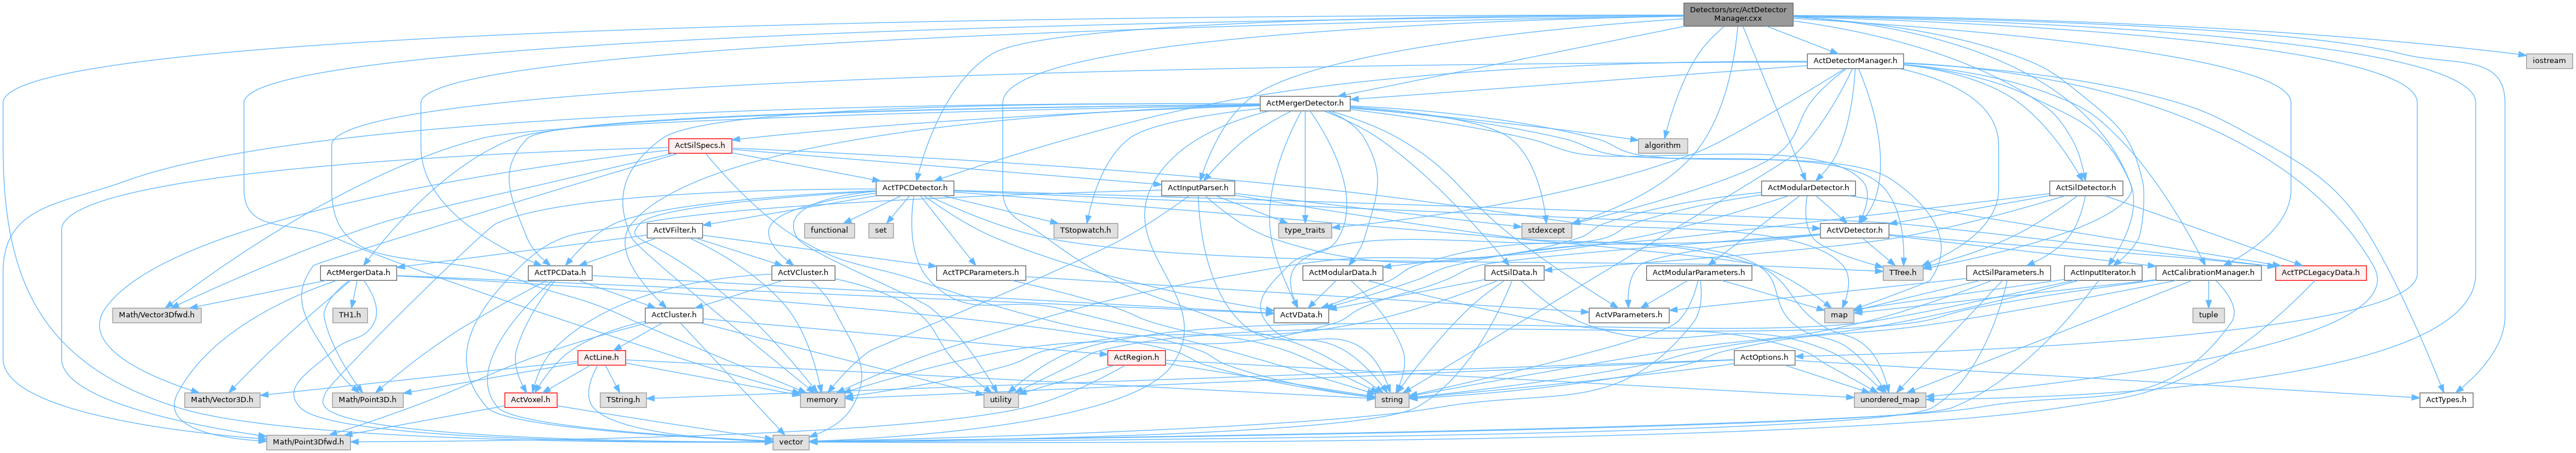 Detectors/src/ActDetector
Manager.cxx
iostream
ActDetectorManager.h
ActMergerDetector.h
algorithm
ActSilSpecs.h
ActTPCDetector.h
ActInputParser.h
ActModularDetector.h
ActSilDetector.h
functional
set
ActVFilter.h
TStopwatch.h
type_traits
stdexcept
ActVDetector.h
ActMergerData.h
ActTPCData.h
ActVCluster.h
ActTPCParameters.h
ActModularData.h
ActSilData.h
ActModularParameters.h
TTree.h
ActSilParameters.h
ActInputIterator.h
ActCalibrationManager.h
ActTPCLegacyData.h
Math/Vector3Dfwd.h
TH1.h
ActCluster.h
ActVData.h
ActVParameters.h
map
tuple
ActLine.h
ActRegion.h
ActOptions.h
Math/Vector3D.h
Math/Point3D.h
ActVoxel.h
TString.h
memory
utility
string
unordered_map
ActTypes.h
Math/Point3Dfwd.h
vector